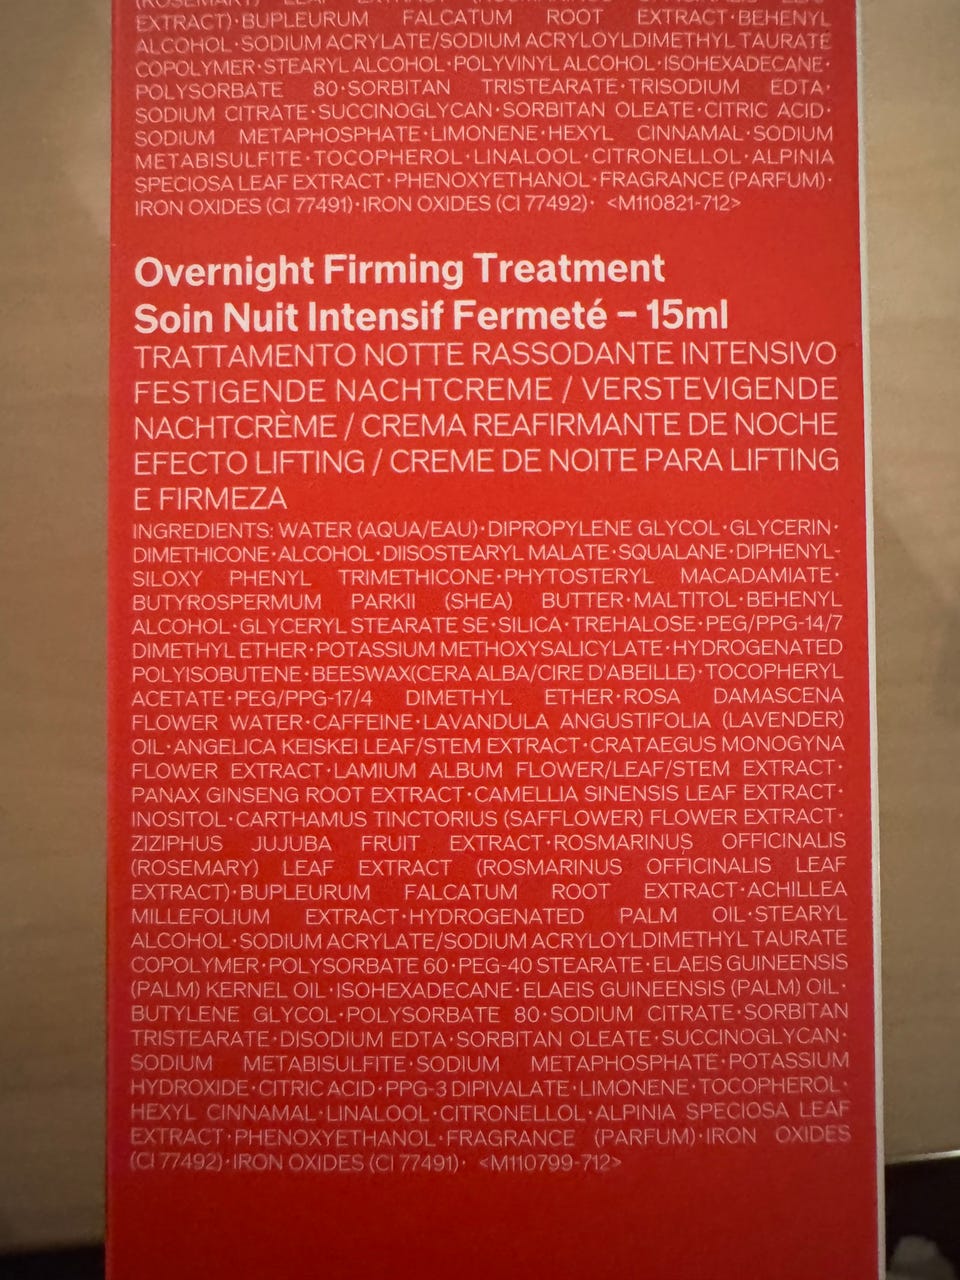 (ROSEMARY) LEAF EXTRACT (ROSMARINUS OFFICINALIS LEAF
EXTRACT)·BUPLEURUM FALCATUM ROOT EXTRACT·BEHENYL
ALCOHOL·SODIUM ACRYLATE/SODIUM ACRYLOYLDIMETHYL TAURATE
COPOLYMER·STEARYL ALCOHOL·POLYVINYL ALCOHOL·ISOHEXADECANE·
POLYSORBATE 80·SORBITAN TRISTEARATE·TRISODIUM EDTA·
SODIUM CITRATE·SUCCINOGLYCAN·SORBITAN OLEATE·CITRIC ACID·
SODIUM METAPHOSPHATE·LIMONENE·HEXYL CINNAMAL·SODIUM
METABISULFITE·TOCOPHEROL·LINALOOL·CITRONELLOL·ALPINIA
SPECIOSA LEAF EXTRACT·PHENOXYETHANOL·FRAGRANCE (PARFUM)·
IRON OXIDES (CI 77491)·IRON OXIDES (CI 77492)· <M110821-712>
Overnight Firming Treatment
Soin Nuit Intensif Fermeté – 15ml
TRATTAMENTO NOTTE RASSODANTE INTENSIVO
FESTIGENDE NACHTCREME / VERSTEVIGENDE
NACHTCRÈME / CREMA REAFIRMANTE DE NOCHE
EFECTO LIFTING / CREME DE NOITE PARA LIFTING
E FIRMEZA
INGREDIENTS: WATER (AQUA/EAU)·DIPROPYLENE GLYCOL·GLYCERIN·
DIMETHICONE·ALCOHOL·DIISOSTEARYL MALATE·SQUALANE·DIPHENYL-
SILOXY PHENYL TRIMETHICONE·PHYTOSTERYL MACADAMIATE·
BUTYROSPERMUM PARKII (SHEA) BUTTER·MALTITOL·BEHENYL
ALCOHOL·GLYCERYL STEARATE SE·SILICA·TREHALOSE·PEG/PPG-14/7
DIMETHYL ETHER·POTASSIUM METHOXYSALICYLATE·HYDROGENATED
POLYISOBUTENE·BEESWAX(CERA ALBA/CIRE D'ABEILLE)·TOCOPHERYL
ACETATE·PEG/PPG-17/4 DIMETHYL ETHER·ROSA DAMASCENA
FLOWER WATER·CAFFEINE·LAVANDULA ANGUSTIFOLIA (LAVENDER)
OIL·ANGELICA KEISKEI LEAF/STEM EXTRACT·CRATAEGUS MONOGYNA
FLOWER EXTRACT·LAMIUM ALBUM FLOWER/LEAF/STEM EXTRACT·
PANAX GINSENG ROOT EXTRACT·CAMELLIA SINENSIS LEAF EXTRACT·
INOSITOL·CARTHAMUS TINCTORIUS (SAFFLOWER) FLOWER EXTRACT·
ZIZIPHUS JUJUBA FRUIT EXTRACT·ROSMARINUS OFFICINALIS
(ROSEMARY) LEAF EXTRACT (ROSMARINUS OFFICINALIS LEAF
EXTRACT)·BUPLEURUM FALCATUM ROOT EXTRACT·ACHILLEA
MILLEFOLIUM EXTRACT·HYDROGENATED PALM OIL·STEARYL
ALCOHOL·SODIUM ACRYLATE/SODIUM ACRYLOYLDIMETHYL TAURATE
COPOLYMER·POLYSORBATE 60·PEG-40 STEARATE·ELAEIS GUINEENSIS
(PALM) KERNEL OIL·ISOHEXADECANE·ELAEIS GUINEENSIS (PALM) OIL·
BUTYLENE GLYCOL·POLYSORBATE 80·SODIUM CITRATE·SORBITAN
TRISTEARATE·DISODIUM EDTA·SORBITAN OLEATE·SUCCINOGLYCAN·
SODIUM METABISULFITE·SODIUM METAPHOSPHATE·POTASSIUM
HYDROXIDE·CITRIC ACID·PPG-3 DIPIVALATE·LIMONENE·TOCOPHEROL·
HEXYL CINNAMAL·LINALOOL·CITRONELLOL·ALPINIA SPECIOSA LEAF
EXTRACT·PHENOXYETHANOL·FRAGRANCE (PARFUM)·IRON OXIDES
(CI 77492)·IRON OXIDES (CI 77491)· <M110799-712>